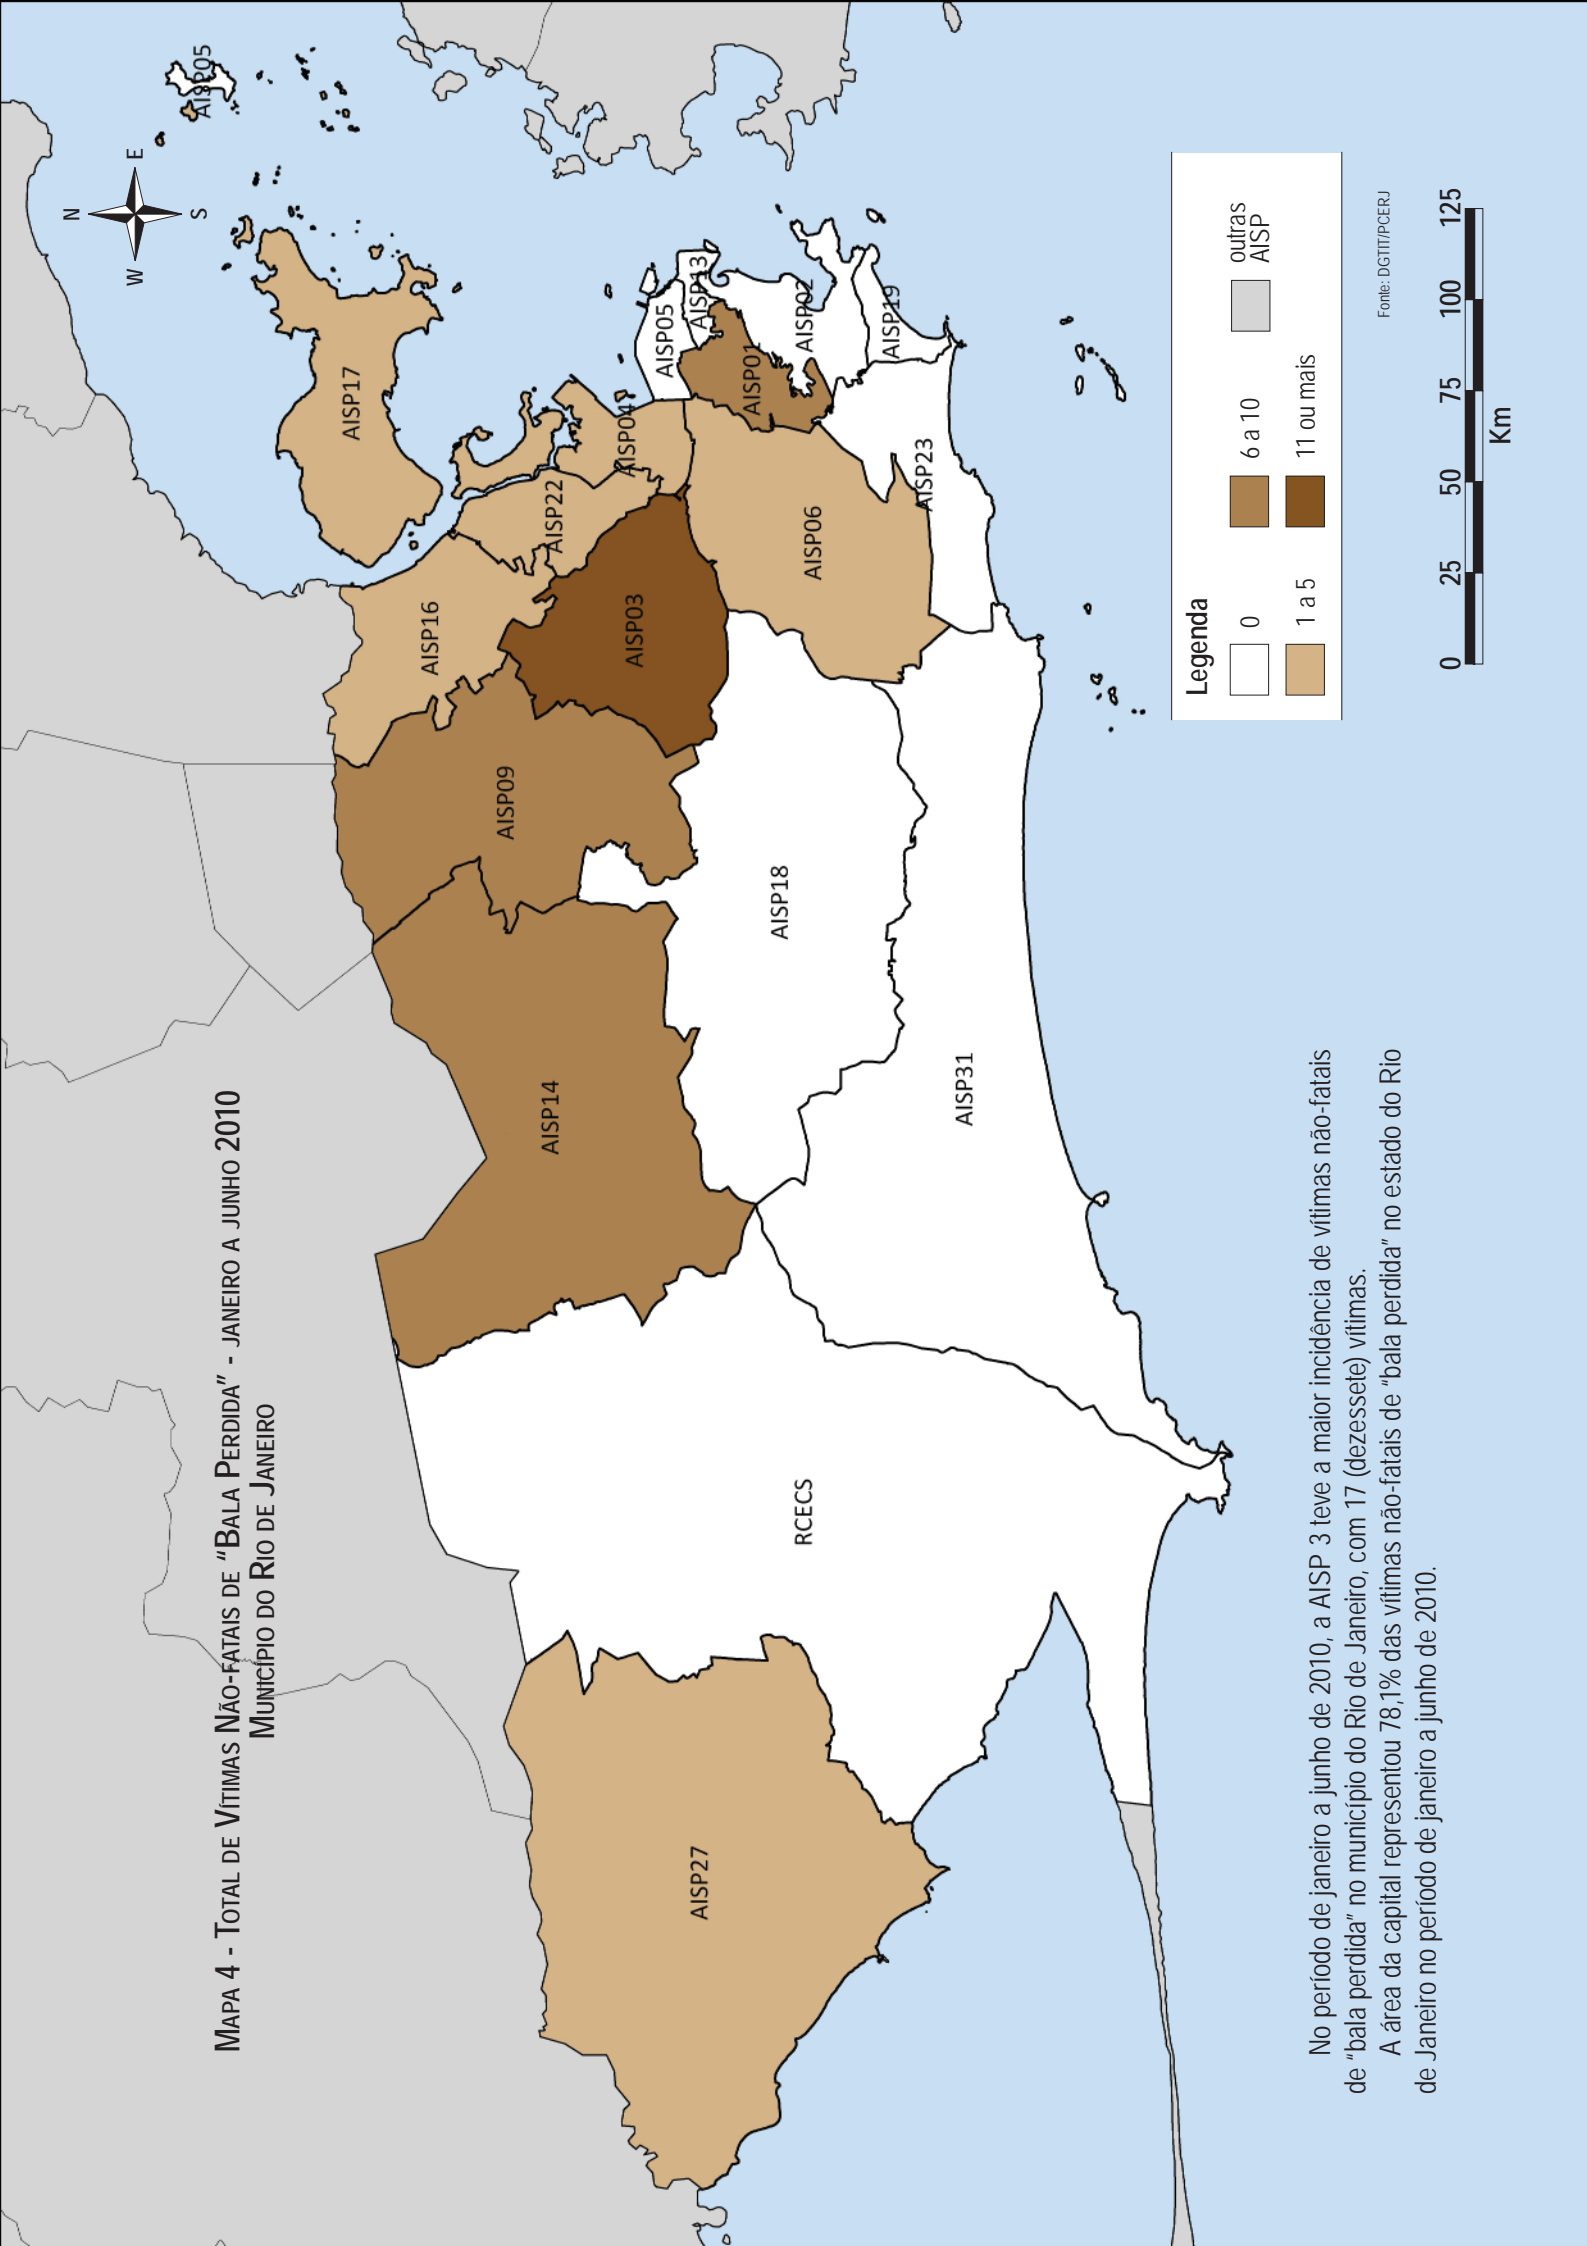 MAPA 4 - TOTAL DE VÍTIMAS NÃO-FATAIS DE “BALA PERDIDA” - JANEIRO A JUNHO 2010
MUNICÍPIO DO RIO DE JANEIRO
N
W
E
S
AISP05
AISP17
AISP16
AISP22
AISP04
AISP05
AISP13
AISP01
AISP02
AISP19
AISP03
AISP06
AISP23
AISP09
AISP14
AISP18
AISP31
RCECS
AISP27
Legenda
0
6 a 10
outras
AISP
1 a 5
11 ou mais
Fonte: DGTIT/PCERJ
0 25 50 75 100 125
Km
No período de janeiro a junho de 2010, a AISP 3 teve a maior incidência de vítimas não-fatais
de “bala perdida” no município do Rio de Janeiro, com 17 (dezessete) vítimas.
A área da capital representou 78,1% das vítimas não-fatais de “bala perdida” no estado do Rio
de Janeiro no período de janeiro a junho de 2010.